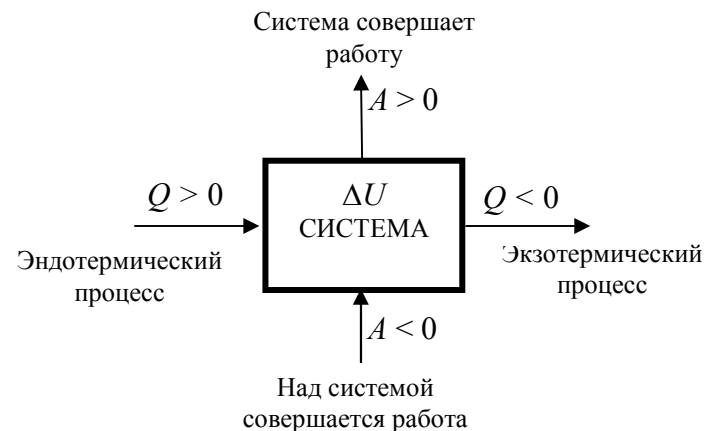 Система совершает
работу
A > 0
Q > 0
ΔU
СИСТЕМА
Q < 0
Эндотермический
процесс
Экзотермический
процесс
A < 0
Над системой
совершается работа